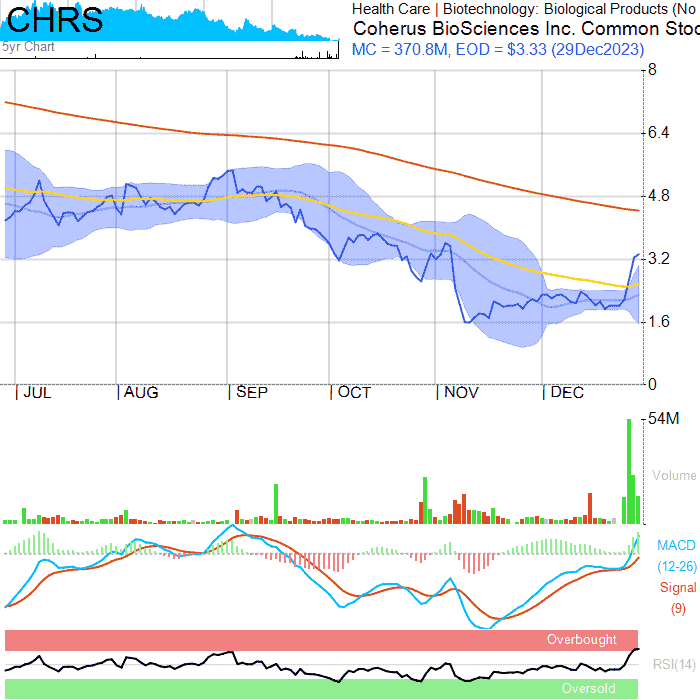 CHRS
Health Care | Biotechnology: Biological Products (No
Coherus BioSciences Inc. Common Stoc
MC = 370.8M, EOD = $3.33 (29Dec2023)
5yr Chart
8
6.4
4.8
3.2
1.6
0
| JUL | AUG | SEP | OCT | NOV | DEC
54M
Volume
MACD
(12-26)
Signal
(9)
Overbought
RSI(14)
Oversold